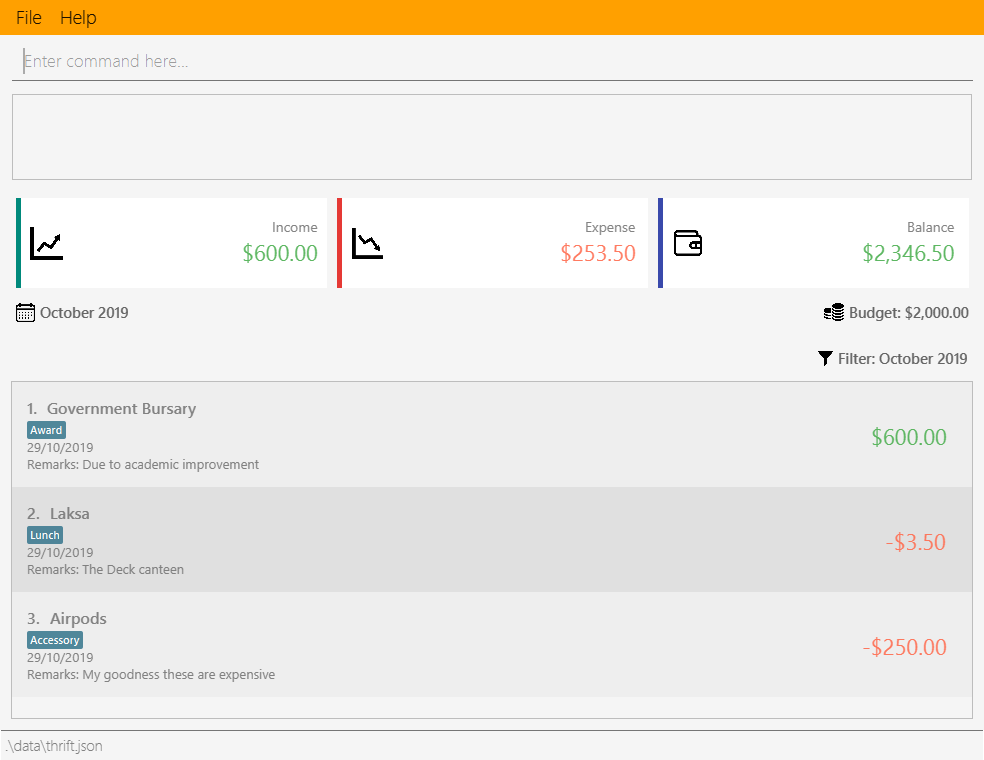 File Help
Enter command here...
Income
$600.00
Expense
$253.50
Balance
$2,346.50
October 2019
Budget: $2,000.00
Filter: October 2019
1. Government Bursary
Award
29/10/2019
Remarks: Due to academic improvement
$600.00
2. Laksa
Lunch
29/10/2019
Remarks: The Deck canteen
-$3.50
3. Airpods
Accessory
29/10/2019
Remarks: My goodness these are expensive
-$250.00
.\data\thrift.json